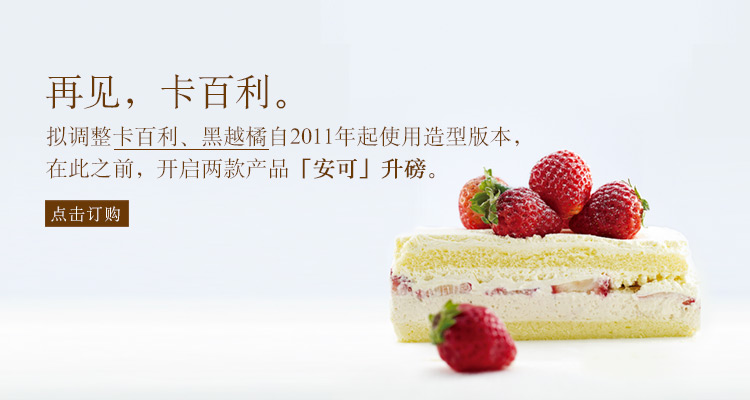 再见，卡百利。
拟调整卡百利、黑越橘自2011年起使用造型版本，
在此之前，开启两款产品「安可」升磅。
点击订购